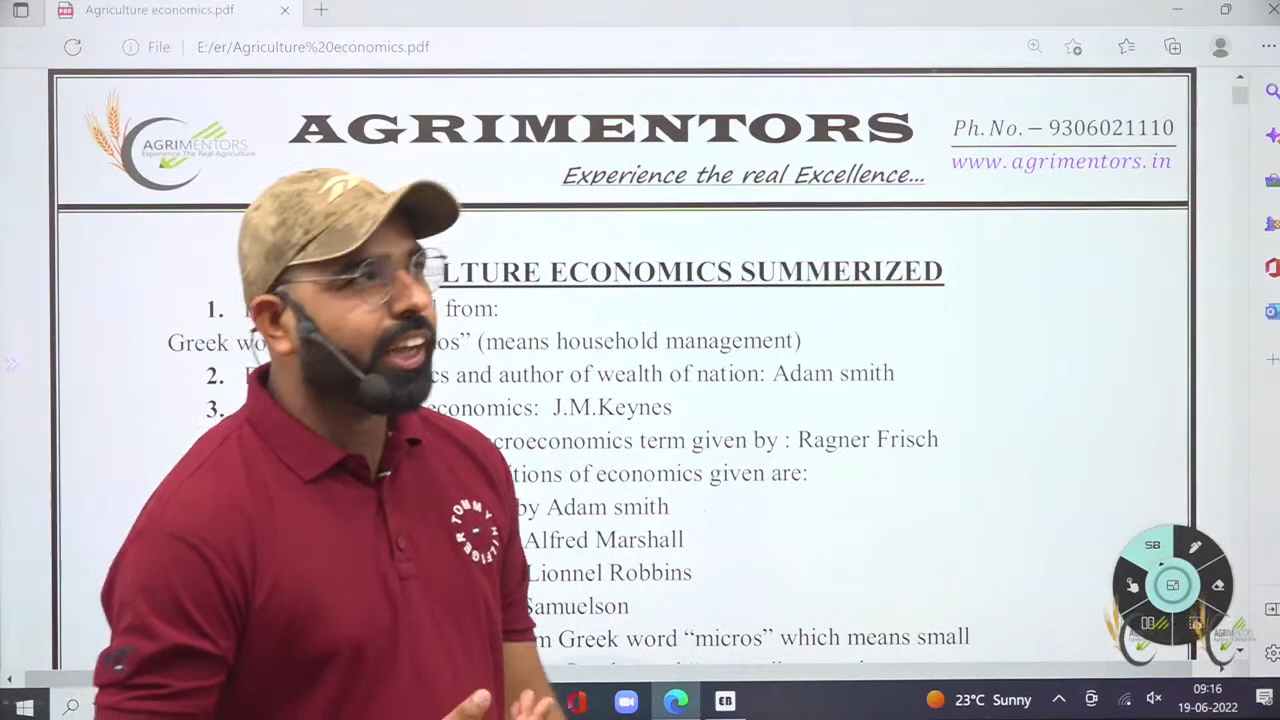 Agriculture economics.pdf
File E:/er/Agriculture%20economics.pdf
AGRIMENTORS
Experience The Real Agriculture
AGRIMENTORS
Experience the real Excellence...
Ph.No.– 9306021110
www.agrimentors.in
LTURE ECONOMICS SUMMERIZED
1. from:
Greek os” (means household management)
2. cs and author of wealth of nation: Adam smith
3. economics: J.M.Keynes
croeconomics term given by : Ragner Frisch
itions of economics given are:
by Adam smith
Alfred Marshall
Lionnel Robbins
Samuelson
m Greek word “micros” which means small
TOMMY HILFIGER
SB
EB
23°C Sunny
09:16
19-06-2022